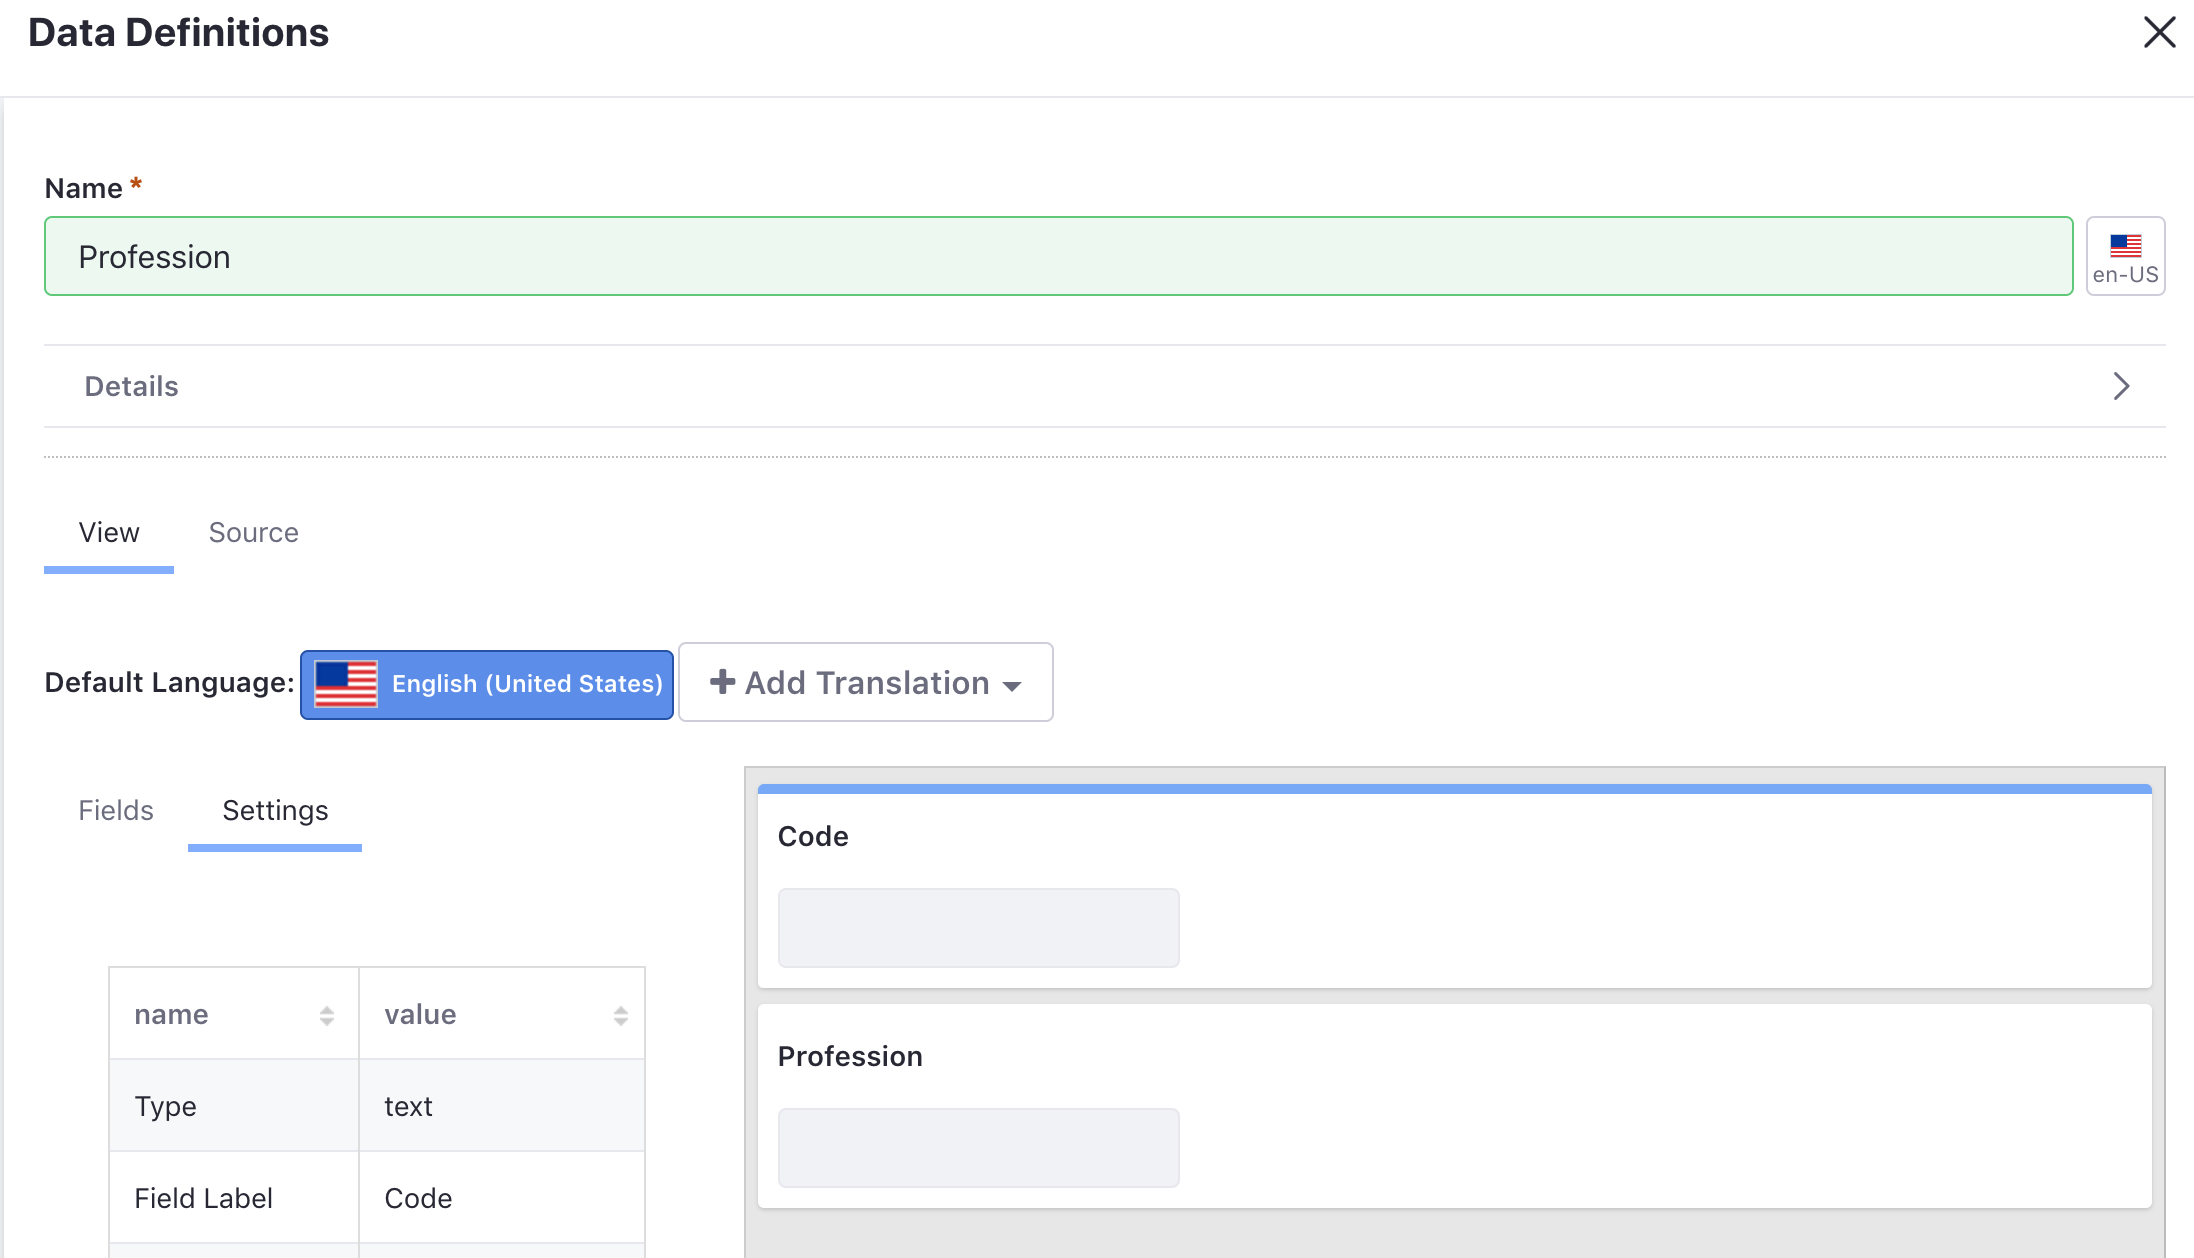 Data Definitions
Name *
Profession
en-US
Details
View Source
Default Language: English (United States) Add Translation
Fields Settings
Code
name value
Profession
Type text
Field Label Code